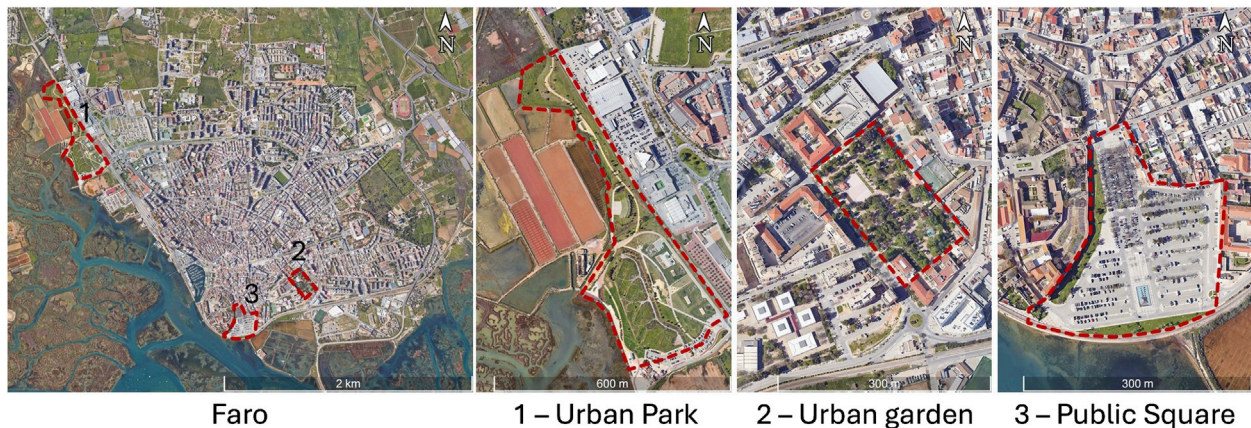 N
N
N
N
1
2
3
2 km
600 m
300 m
300 m
Faro
1 – Urban Park
2 – Urban garden
3 – Public Square